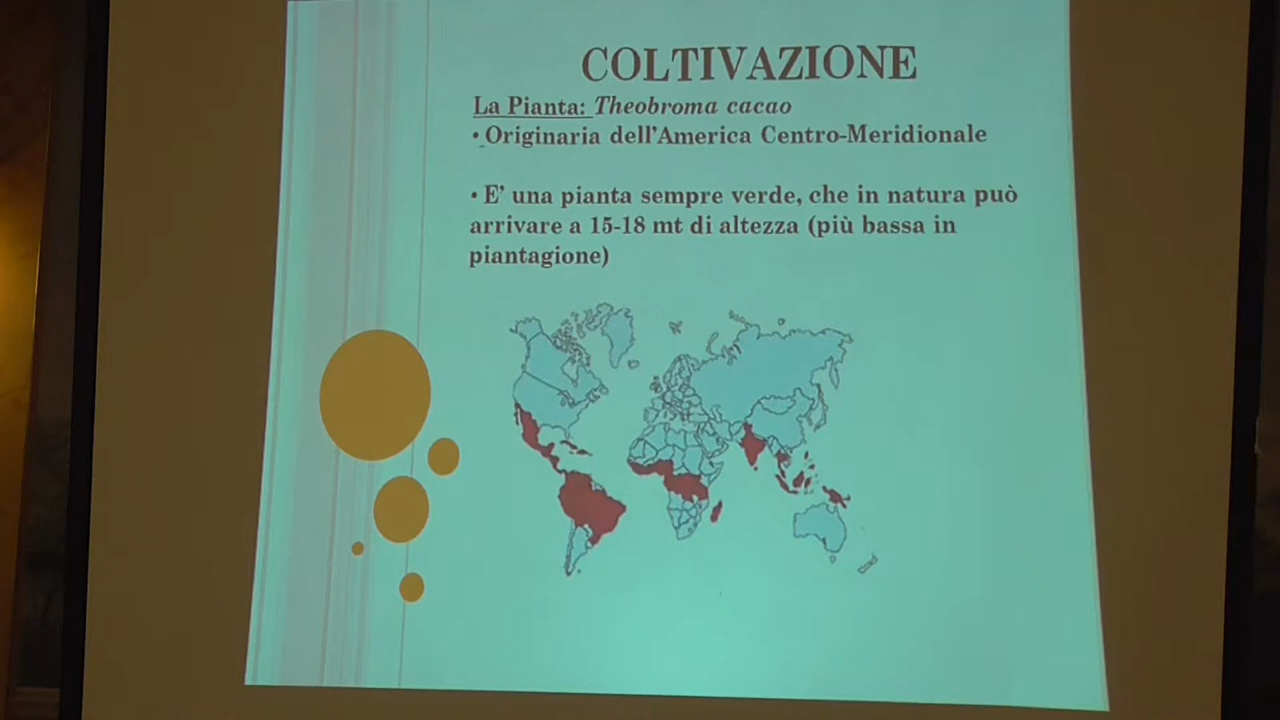 COLTIVAZIONE
La Pianta: Theobroma cacao
• Originaria dell'America Centro-Meridionale
• E' una pianta sempre verde, che in natura può
arrivare a 15-18 mt di altezza (più bassa in
piantagione)